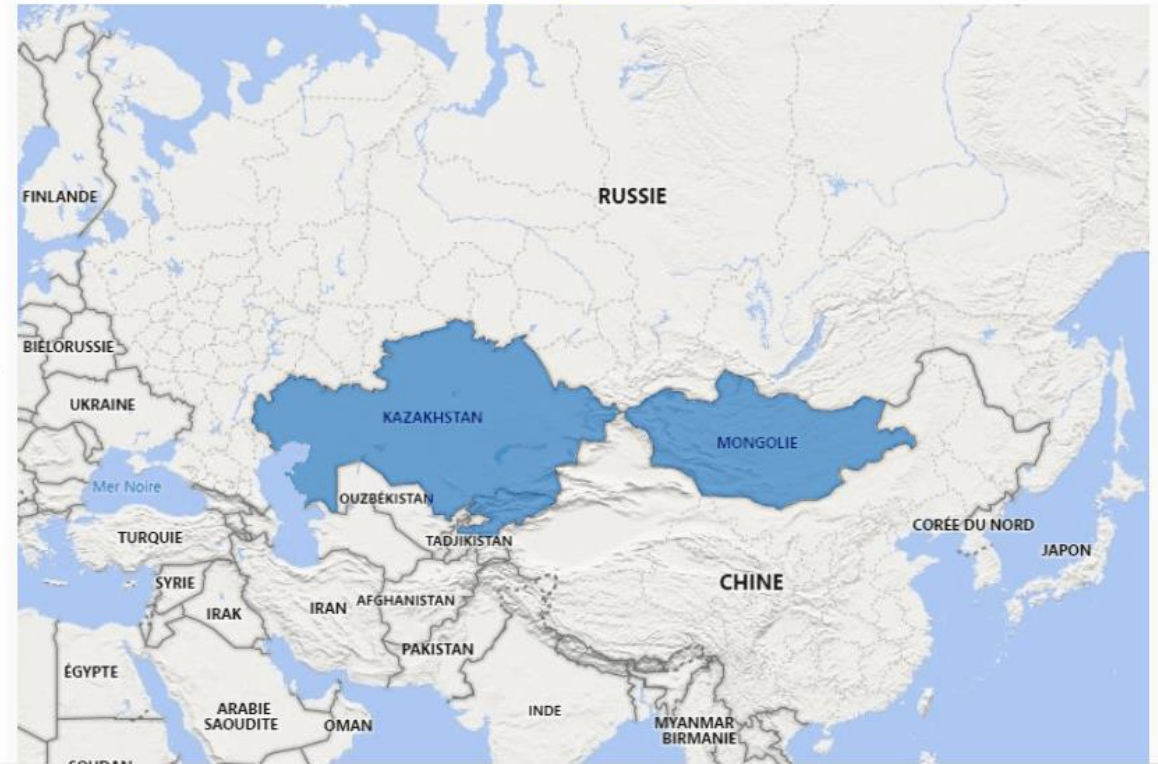 FINLANDE
RUSSIE
BIÉLORUSSIE
UKRAINE
KAZAKHSTAN
MONGOLIE
Mer Noire
OUZBÉKISTAN
TURQUIE
TADJIKISTAN
CORÉE DU NORD
JAPON
SYRIE
CHINE
IRAK
IRAN
AFGHANISTAN
PAKISTAN
ÉGYPTE
ARABIE
SAOUDITE
OMAN
INDE
MYANMAR
BIRMANIE
SOUDAN